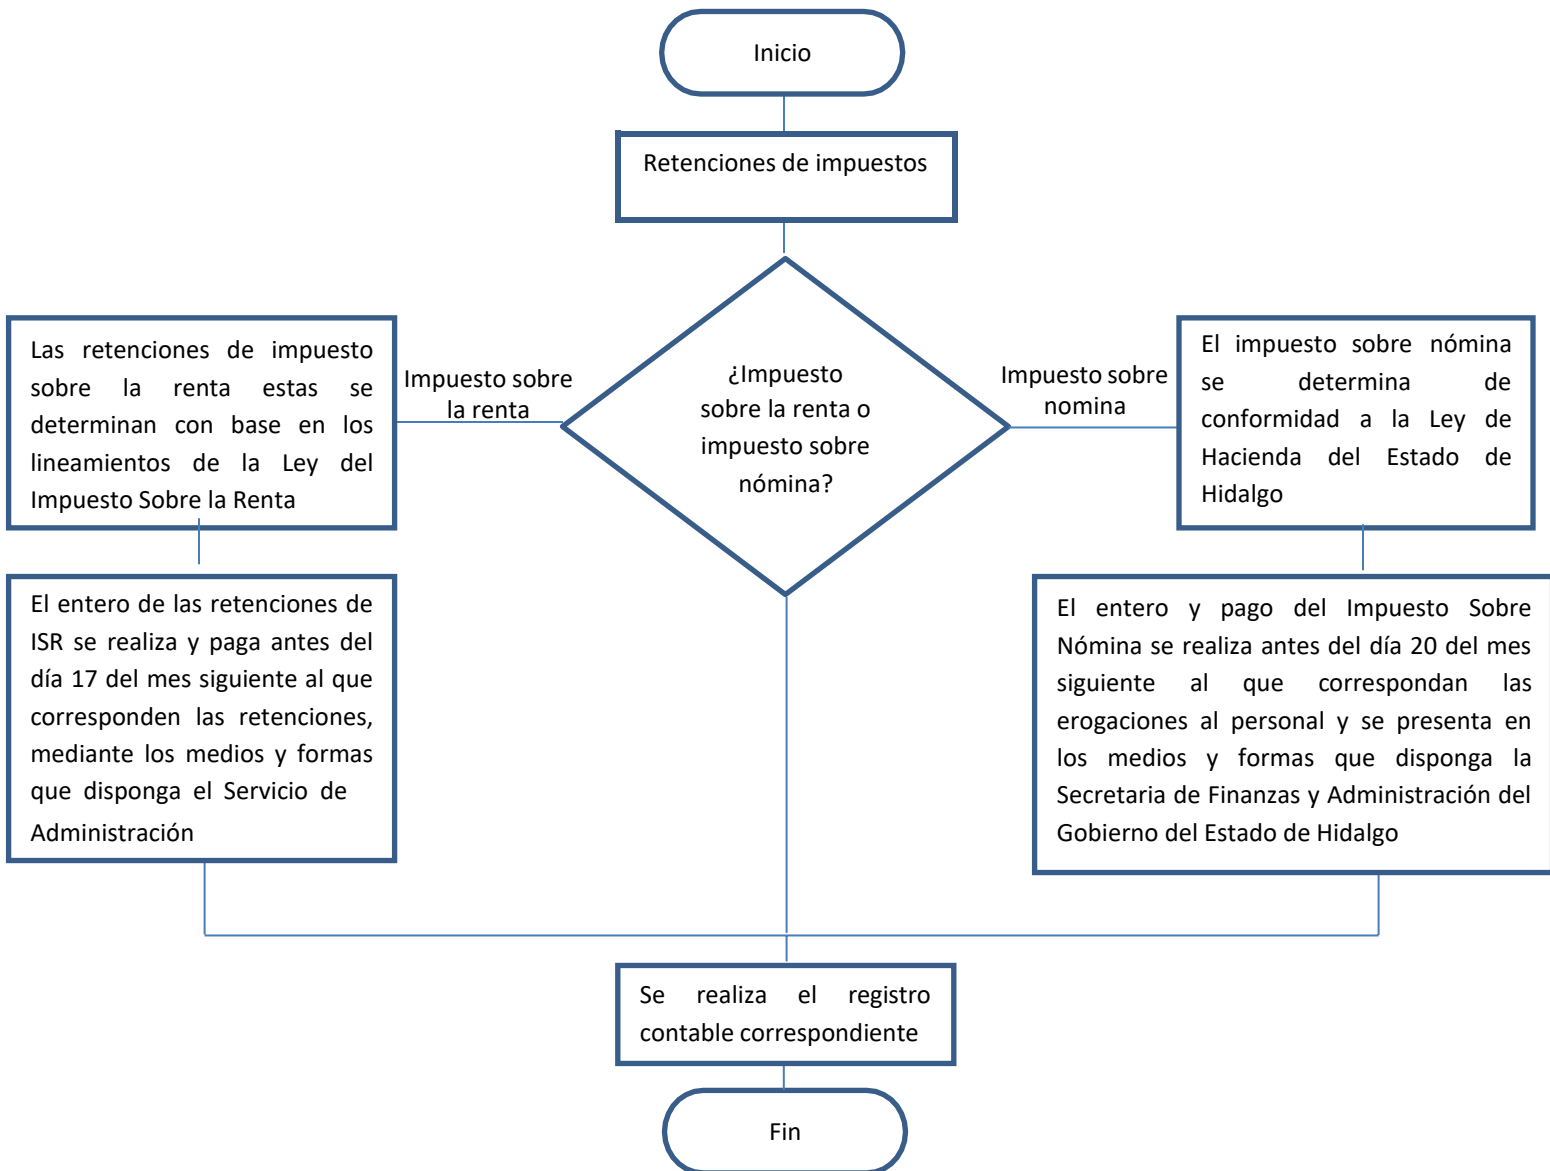 Inicio
Retenciones de impuestos
¿Impuesto
sobre la renta o
impuesto sobre
nómina?
Impuesto sobre
la renta
Las retenciones de impuesto
sobre la renta estas se
determinan con base en los
lineamientos de la Ley del
Impuesto Sobre la Renta
El entero de las retenciones de
ISR se realiza y paga antes del
día 17 del mes siguiente al que
corresponden las retenciones,
mediante los medios y formas
que disponga el Servicio de
Administración
Impuesto sobre
nomina
El impuesto sobre nómina
se determina de
conformidad a la Ley de
Hacienda del Estado de
Hidalgo
El entero y pago del Impuesto Sobre
Nómina se realiza antes del día 20 del mes
siguiente al que correspondan las
erogaciones al personal y se presenta en
los medios y formas que disponga la
Secretaria de Finanzas y Administración del
Gobierno del Estado de Hidalgo
Se realiza el registro
contable correspondiente
Fin